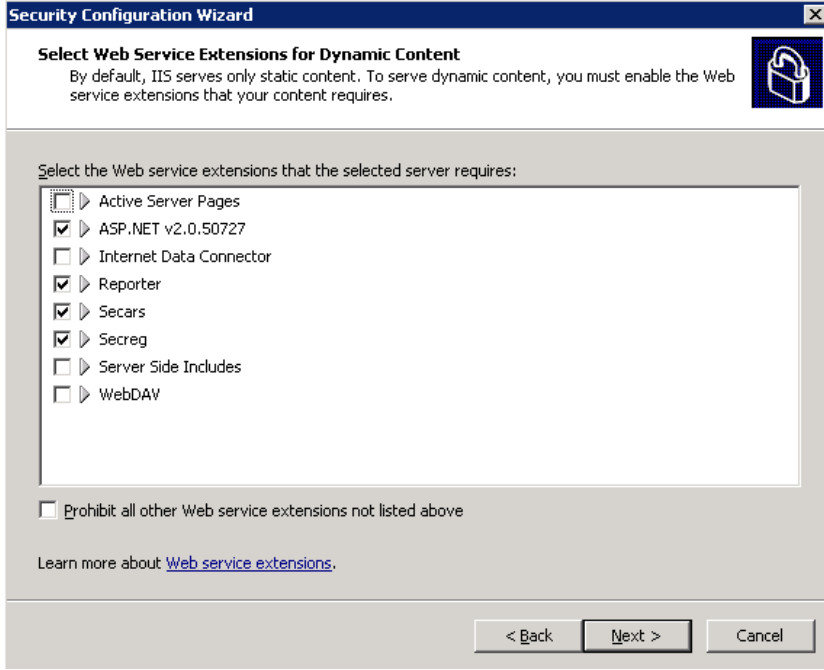 Security Configuration Wizard
Select Web Service Extensions for Dynamic Content
By default, IIS serves only static content. To serve dynamic content, you must enable the Web
service extensions that your content requires.
Select the Web service extensions that the selected server requires:
Active Server Pages
ASP.NET v2.0.50727
Internet Data Connector
Reporter
Secars
Secreg
Server Side Includes
WebDAV
Prohibit all other Web service extensions not listed above
Learn more about Web service extensions.
< Back
Next >
Cancel